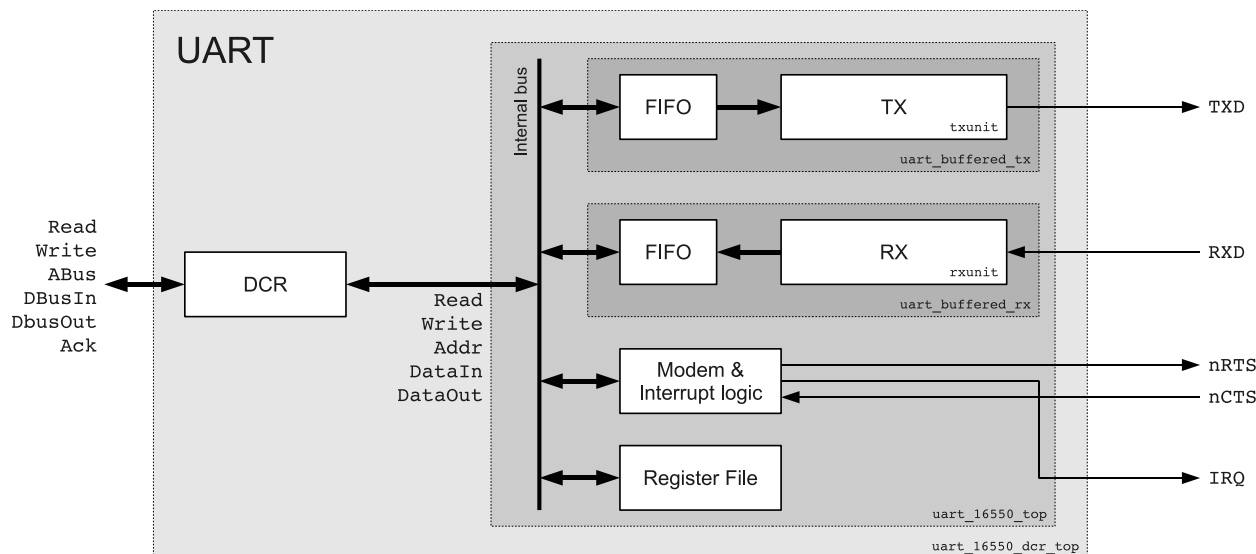 UART
Internal bus
FIFO
TX
txunit
uart_buffered_tx
TXD
FIFO
RX
rxunit
uart_buffered_rx
RXD
Read
Write
ABus
DBusIn
DbusOut
Ack
DCR
Read
Write
Addr
DataIn
DataOut
Modem &
Interrupt logic
nRTS
nCTS
Register File
IRQ
uart_16550_top
uart_16550_dcr_top